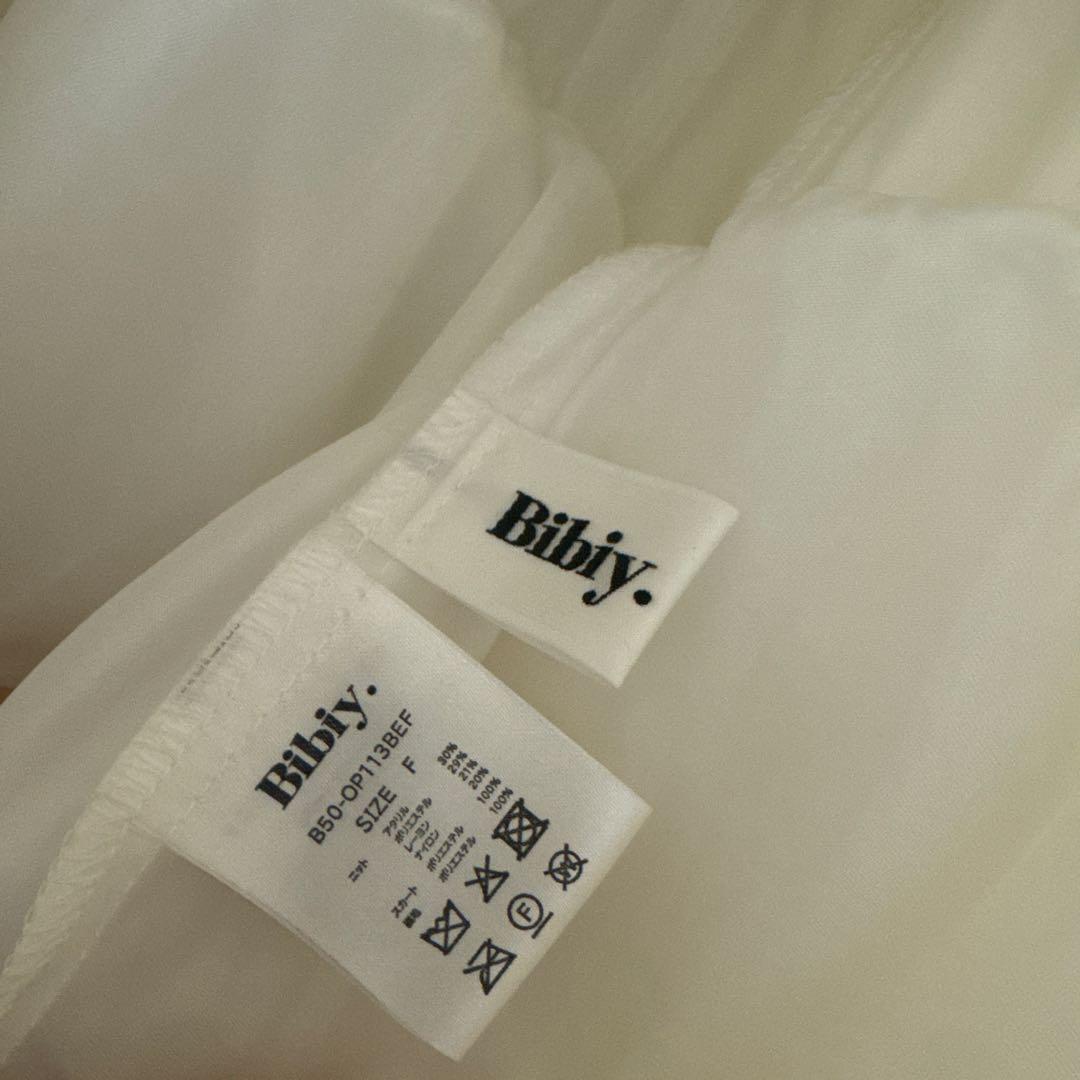 Bibiy.
Bibiy.
B50-OP113BEF
SIZE F
ニット アクリル 30%
ポリエステル 29%
レーヨン 21%
ナイロン 20%
スカート ポリエステル 100%
裏地 ポリエステル 100%
F
W